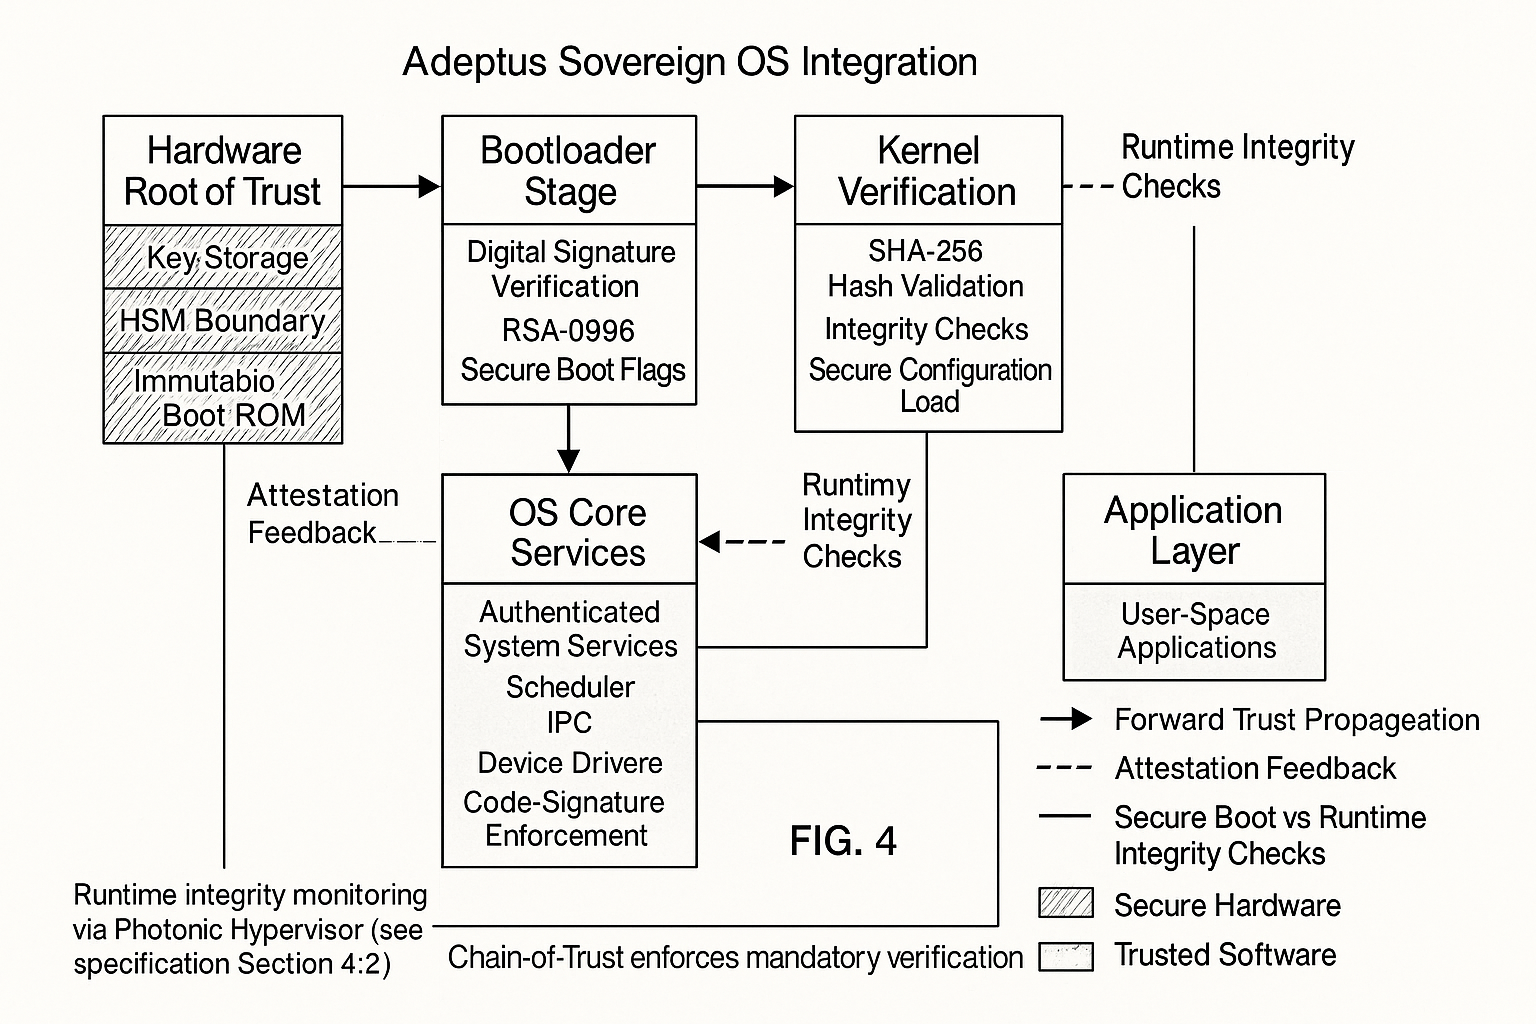 Adeptus Sovereign OS Integration
Hardware
Root of Trust
Key Storage
HSM Boundary
Immutabio
Boot ROM
Bootloader
Stage
Digital Signature
Verification
RSA-0996
Secure Boot Flags
Kernel
Verification
SHA-256
Hash Validation
Integrity Checks
Secure Configuration
Load
Runtime Integrity
Checks
Attestation
Feedback
OS Core
Services
Authenticated
System Services
Scheduler
IPC
Device Drivere
Code-Signature
Enforcement
Runtimy
Integrity
Checks
Application
Layer
User-Space
Applications
FIG. 4
Forward Trust Propageation
Attestation Feedback
Secure Boot vs Runtime
Integrity Checks
Secure Hardware
Trusted Software
Runtime integrity monitoring
via Photonic Hypervisor (see
specification Section 4:2)
Chain-of-Trust enforces mandatory verification